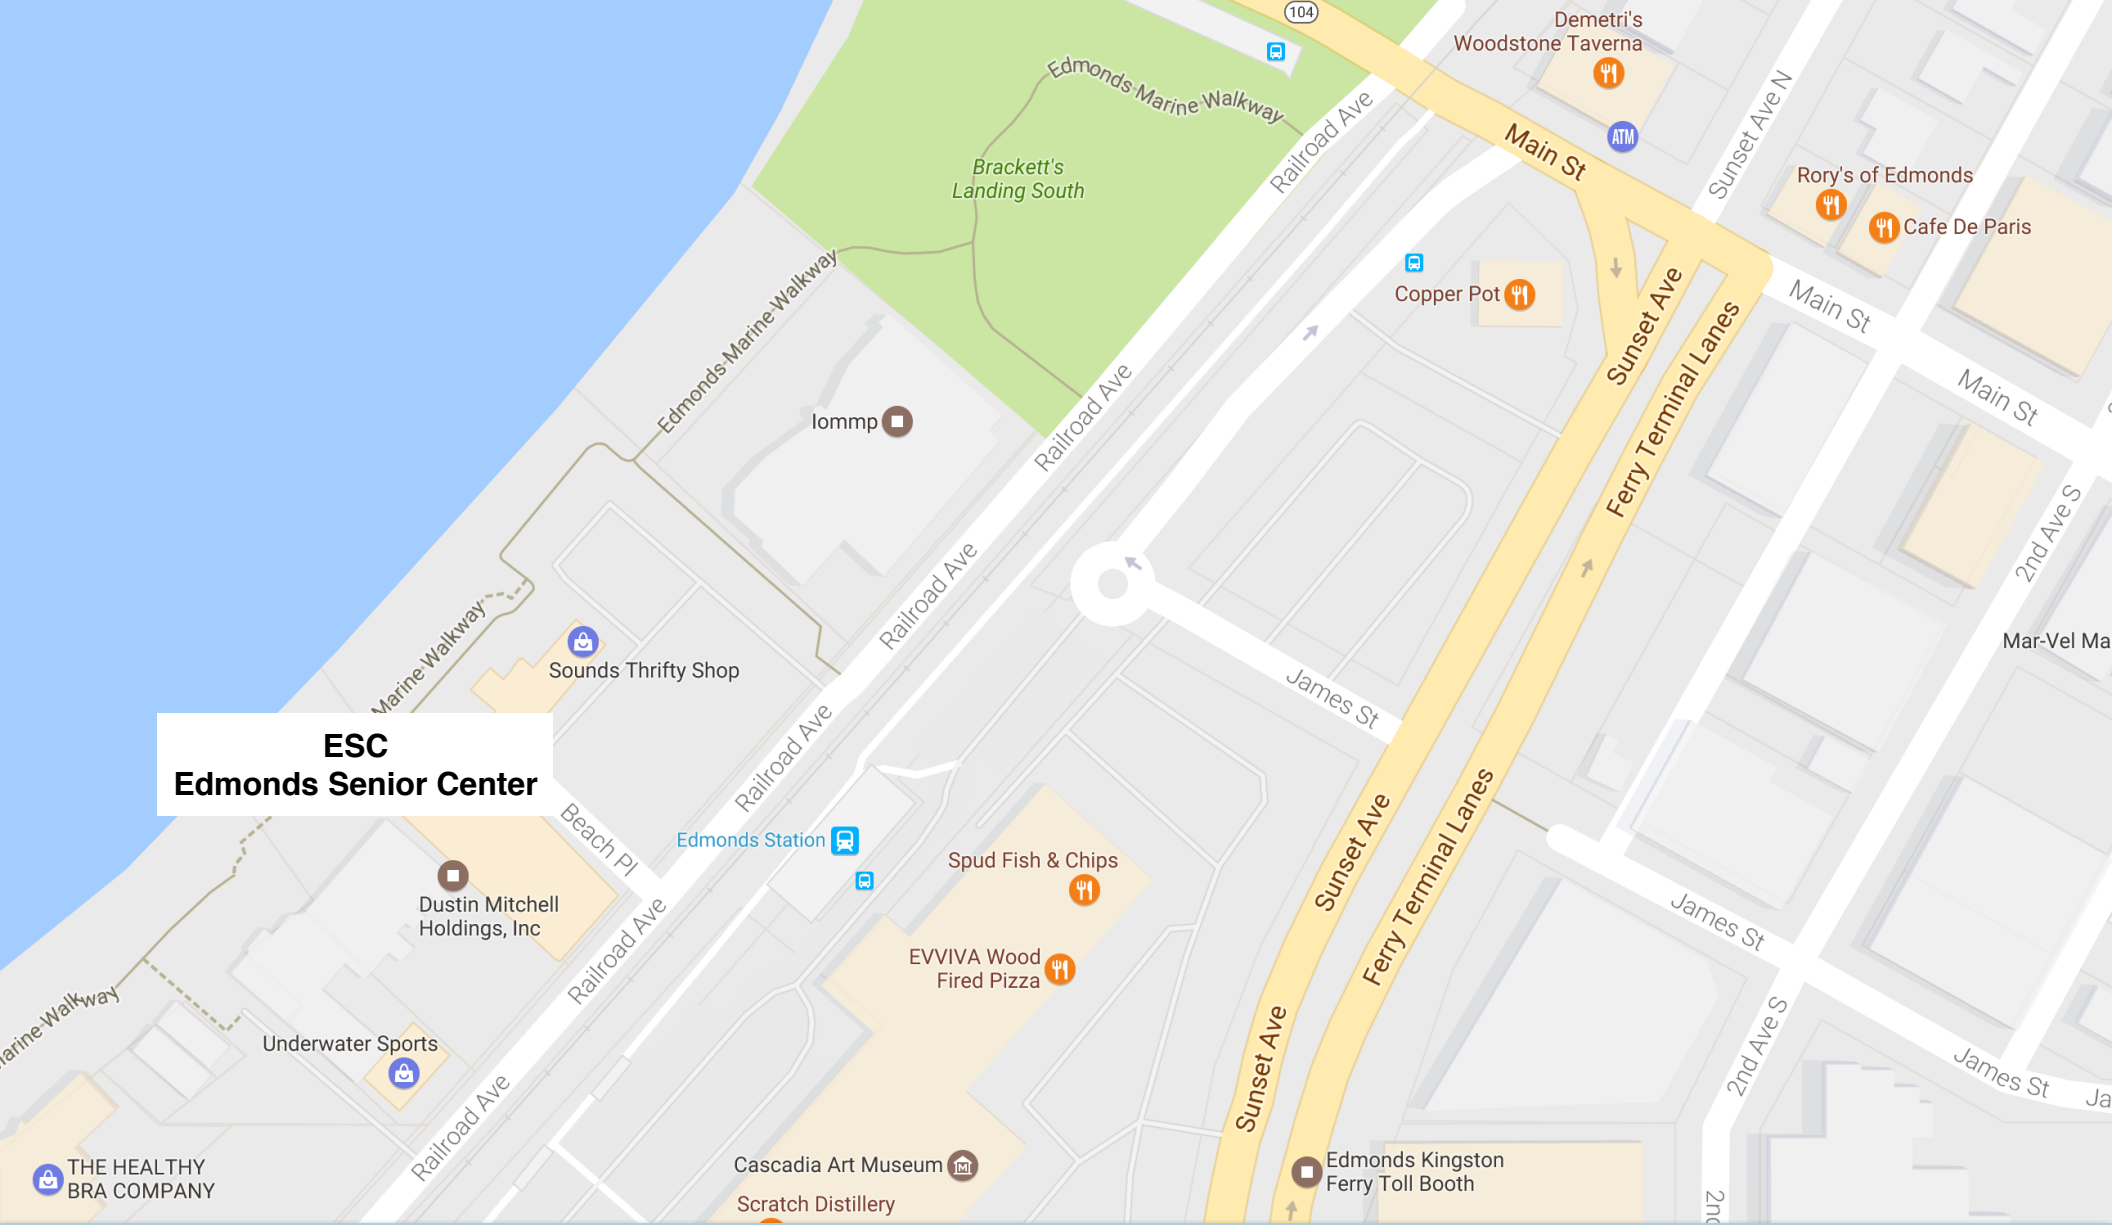 104
Demetri's
Woodstone Taverna
Edmonds Marine Walkway
Railroad Ave
Sunset Ave N
ATM
Main St
Brackett's
Landing South
Rory's of Edmonds
Cafe De Paris
Edmonds Marine Walkway
Copper Pot
Sunset Ave
Main St
Ferry Terminal Lanes
Main St
Railroad Ave
Iommp
2nd Ave S
Railroad Ave
Marine Walkway
Sounds Thrifty Shop
Mar-Vel Ma
James St
ESC
Edmonds Senior Center
Railroad Ave
Beach Pl
Edmonds Station
Sunset Ave
Ferry Terminal Lanes
Spud Fish & Chips
Dustin Mitchell
Holdings, Inc
Railroad Ave
James St
EVVIVA Wood
Fired Pizza
arine Walkway
Underwater Sports
Sunset Ave
2nd Ave S
James St
Ja
Railroad Ave
THE HEALTHY
BRA COMPANY
Cascadia Art Museum
Edmonds Kingston
Ferry Toll Booth
Scratch Distillery
2nd